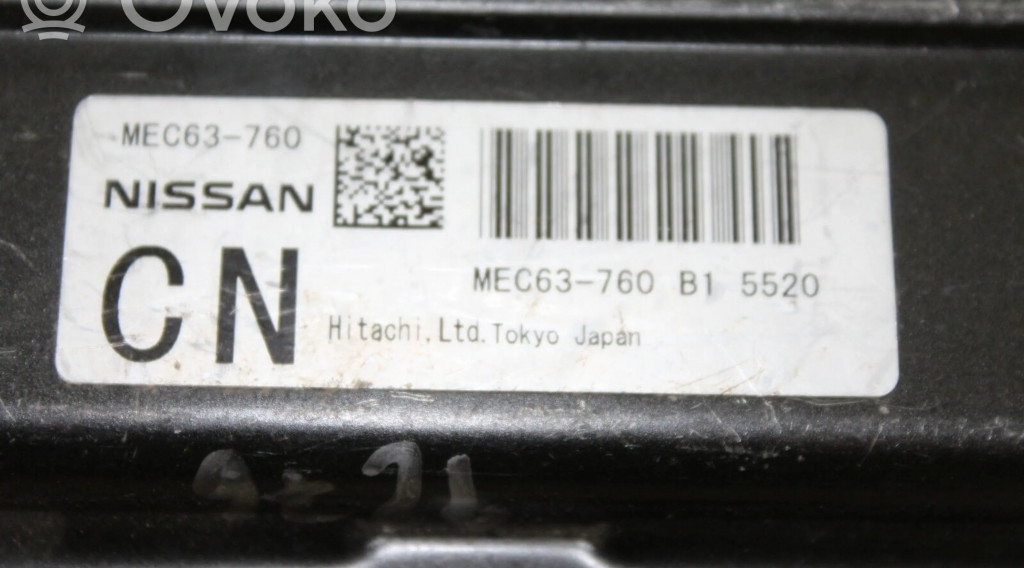 OVOKO
MEC63-760
NISSAN
CN
MEC63-760 B1 5520
Hitachi,Ltd.Tokyo Japan